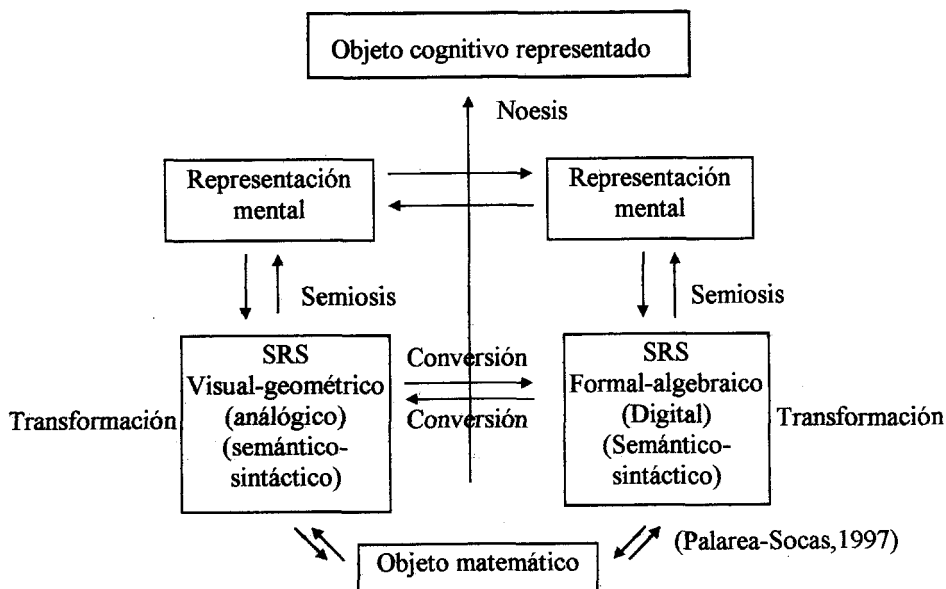 Objeto cognitivo representado
Noesis
Representación
mental
Representación
mental
Semiosis
Semiosis
SRS
Visual-geométrico
(análógico)
(semántico-
sintáctico)
Conversión
Conversión
SRS
Formal-algebraico
(Digital)
(Semántico-
sintáctico)
Transformación
Transformación
Objeto matemático
(Palarea-Socas,1997)